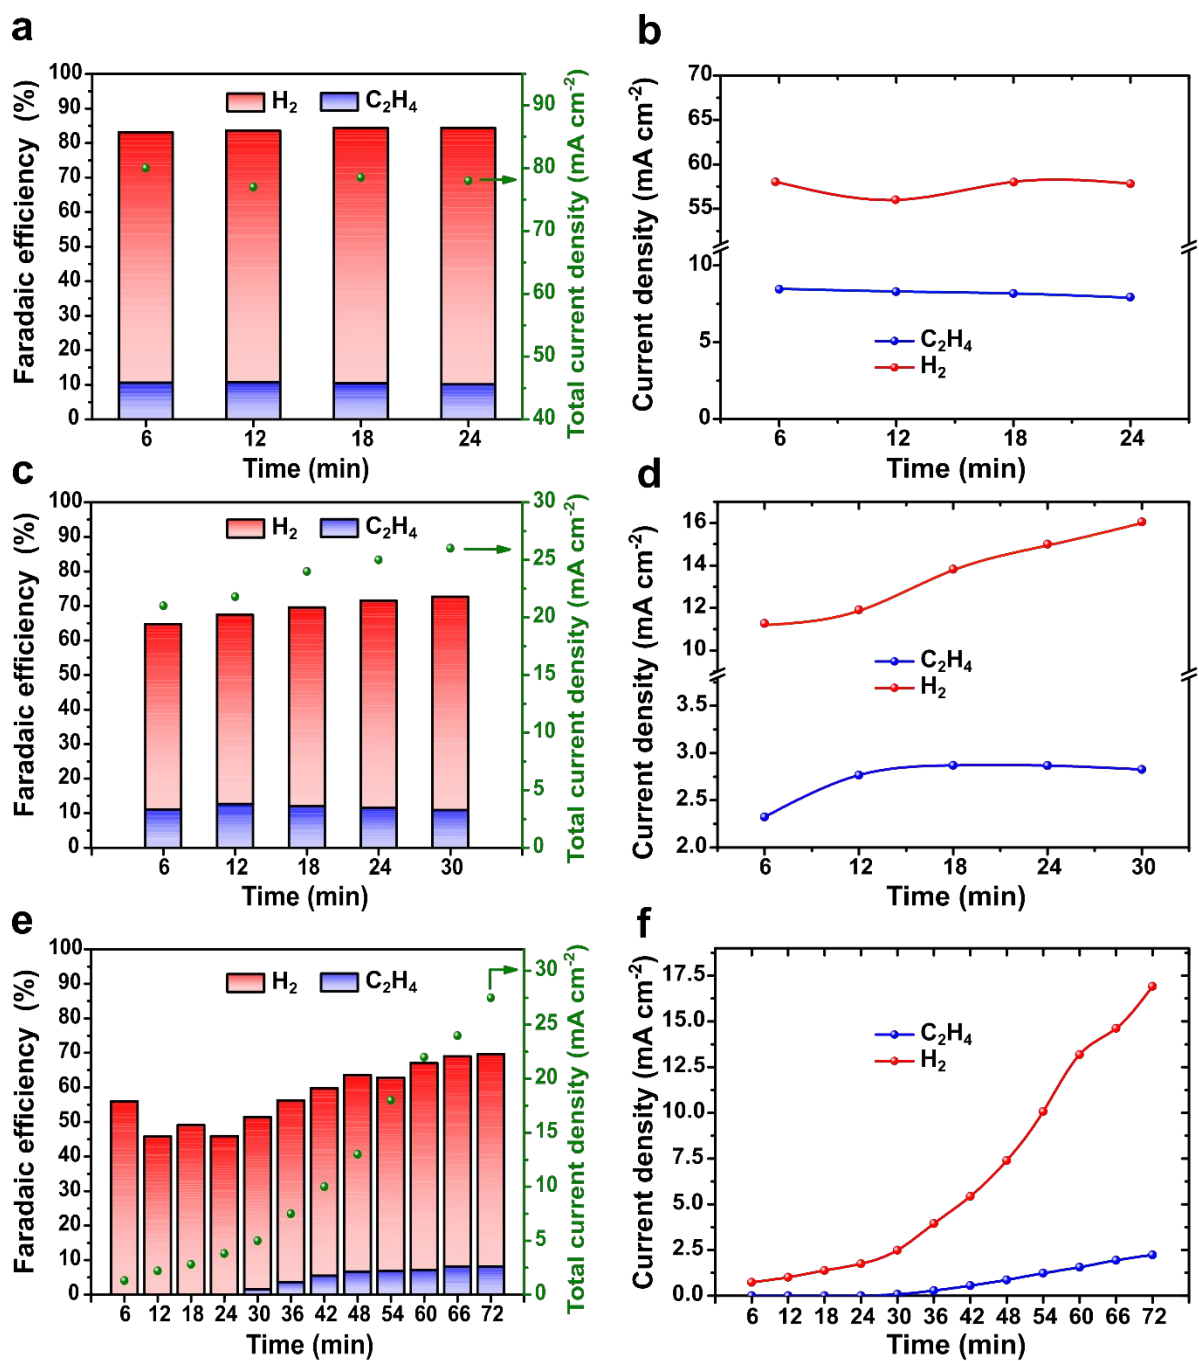 a
100
90
80
70
60
50
40
30
20
10
0
Faradaic efficiency (%)
H₂
C₂H₄
90
80
70
60
50
40
Total current density (mA cm⁻²)
6 12 18 24
Time (min)
b
70
60
55
10
5
0
Current density (mA cm⁻²)
C₂H₄
H₂
6 12 18 24
Time (min)
c
100
90
80
70
60
50
40
30
20
10
0
Faradaic efficiency (%)
H₂
C₂H₄
30
25
20
15
10
5
0
Total current density (mA cm⁻²)
6 12 18 24 30
Time (min)
d
16
14
12
11
3.5
3.0
2.5
2.0
Current density (mA cm⁻²)
C₂H₄
H₂
6 12 18 24 30
Time (min)
e
100
90
80
70
60
50
40
30
20
10
0
Faradaic efficiency (%)
H₂
C₂H₄
30
25
20
15
10
5
0
Total current density (mA cm⁻²)
6 12 18 24 30 36 42 48 54 60 66 72
Time (min)
f
17.5
15.0
12.5
10.0
7.5
5.0
2.5
0.0
Current density (mA cm⁻²)
C₂H₄
H₂
6 12 18 24 30 36 42 48 54 60 66 72
Time (min)